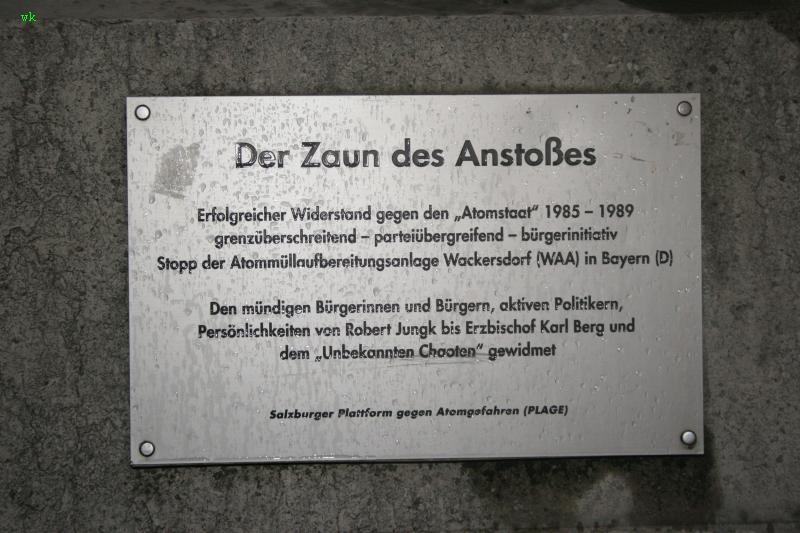 wk
Der Zaun des Anstoßes
Erfolgreicher Widerstand gegen den „Atomstaat“ 1985 – 1989
grenzüberschreitend – parteiübergreifend – bürgerinitiativ
Stopp der Atommüllaufbereitungsanlage Wackersdorf (WAA) in Bayern (D)
Den mündigen Bürgerinnen und Bürgern, aktiven Politikern,
Persönlichkeiten von Robert Jungk bis Erzbischof Karl Berg und
dem „Unbekannten Chaoten“ gewidmet
Salzburger Plattform gegen Atomgefahren (PLAGE)